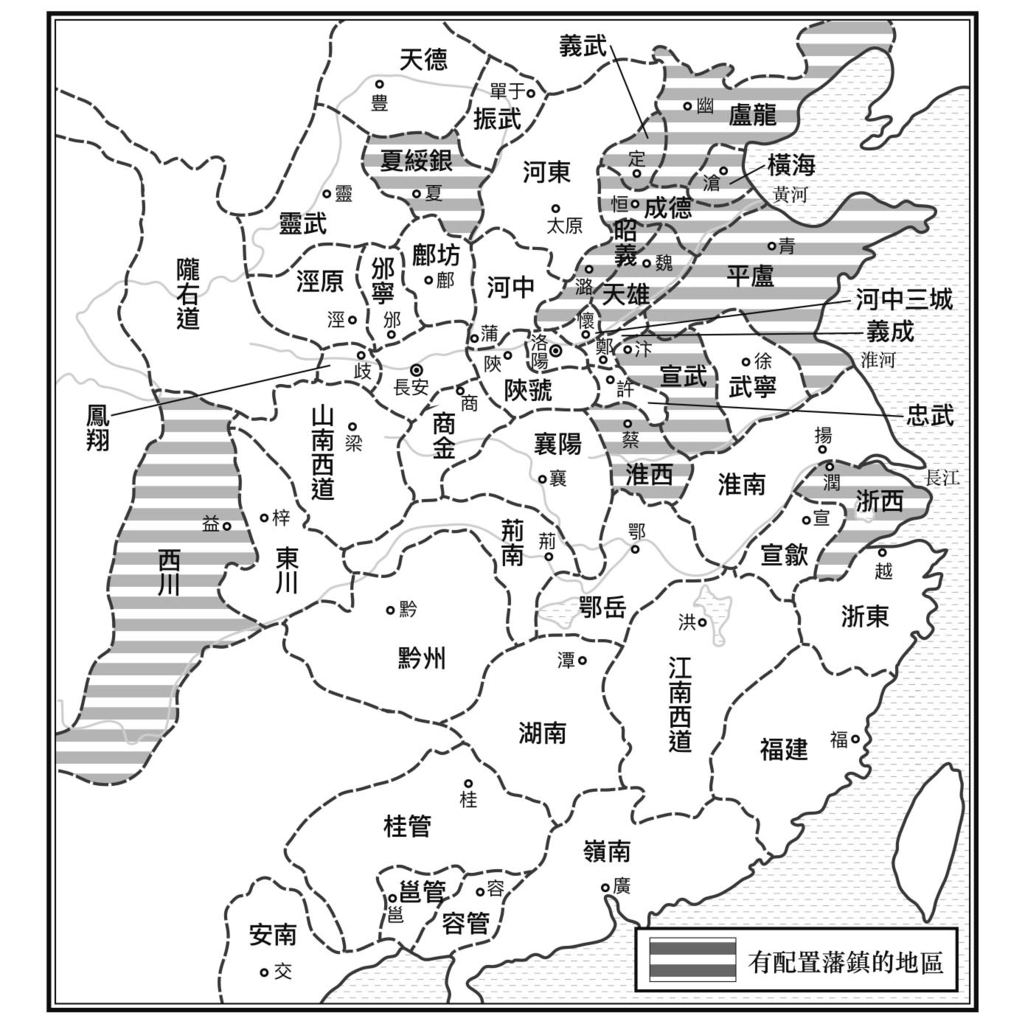 天德
豊
單于
振武
義武
幽
盧龍
夏綏銀
夏
河東
太原
定
滄
橫海
黃河
恒
成德
靈
靈武
昭義
魏
青
平盧
隴右道
涇原
涇
邠寧
邠
鄜坊
鄜
河中
蒲
潞
天雄
懷
河中三城
義成
淮河
鳳翔
歧
長安
陝
洛陽
陝號
鄭
汴
宣武
徐
武寧
許
忠武
商
商金
山南西道
梁
襄陽
襄
蔡
淮西
淮南
揚
潤
長江
浙西
益
西川
梓
東川
荊南
荊
鄂
宣
宣歙
越
浙東
鄂岳
黔
黔州
潭
洪
江南西道
湖南
福建
福
桂
桂管
嶺南
廣
邕管
邕
容
容管
安南
交
有配置藩鎮的地區